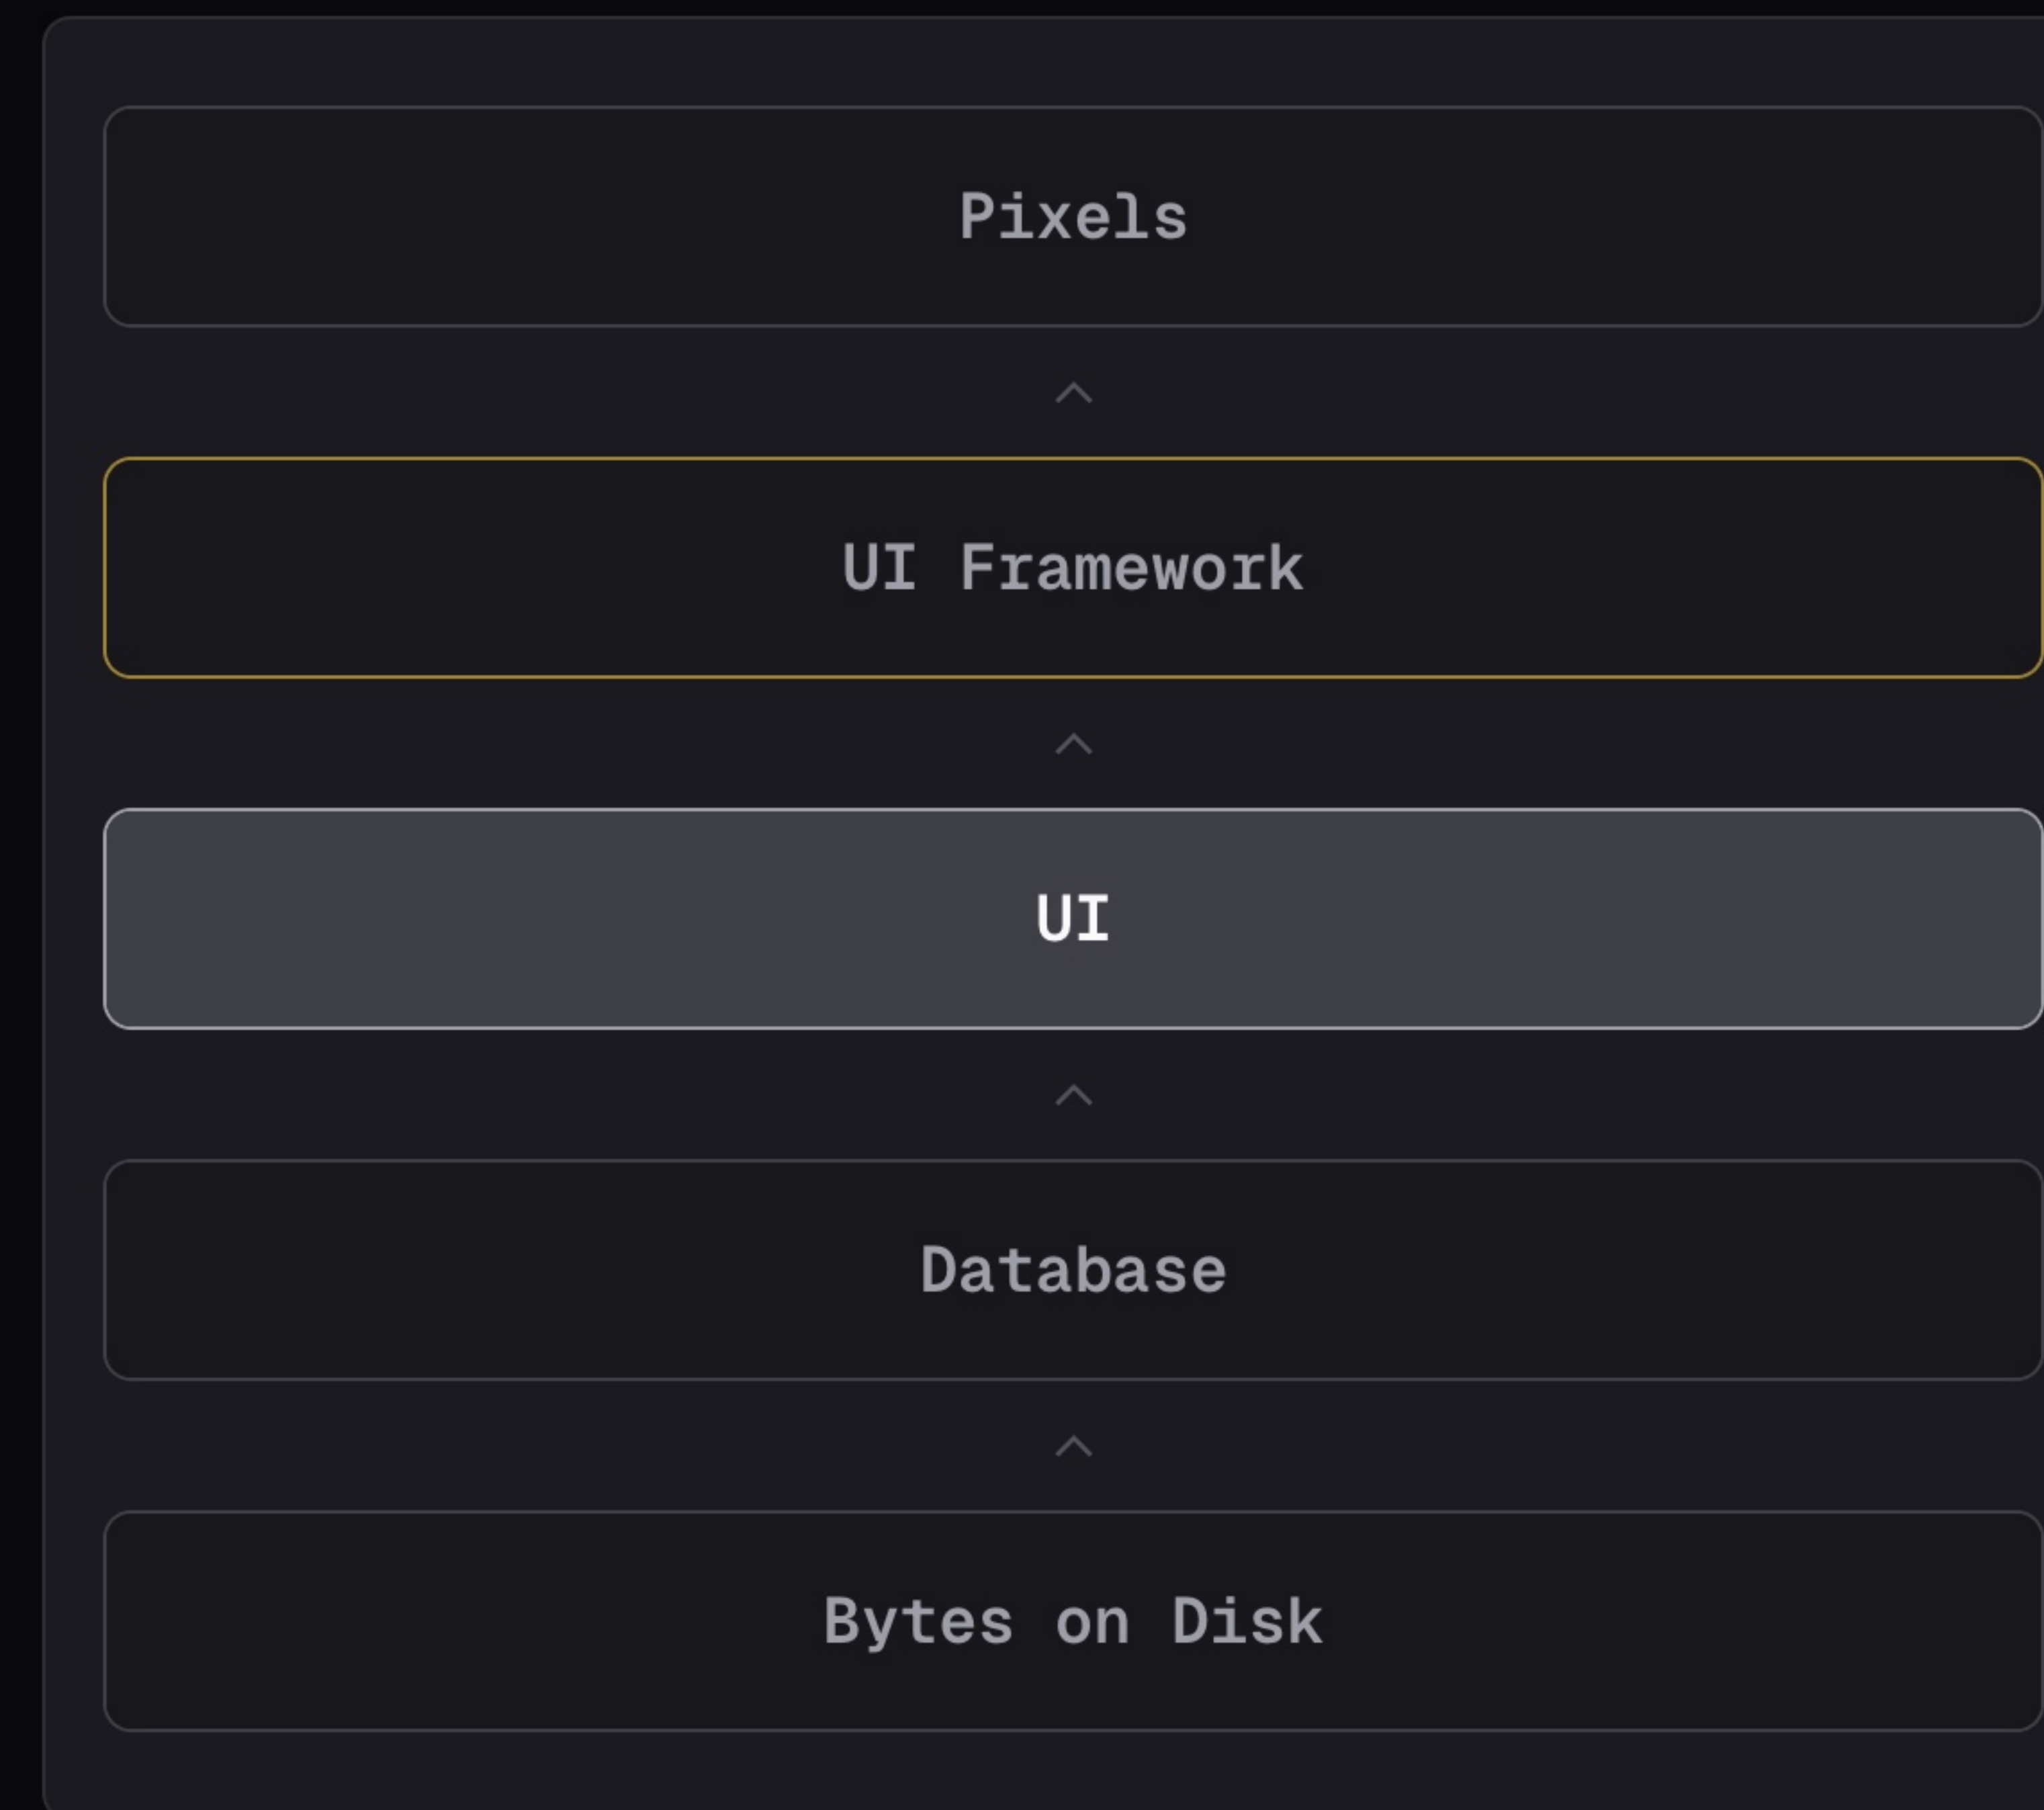 Pixels
UI Framework
UI
Database
Bytes on Disk